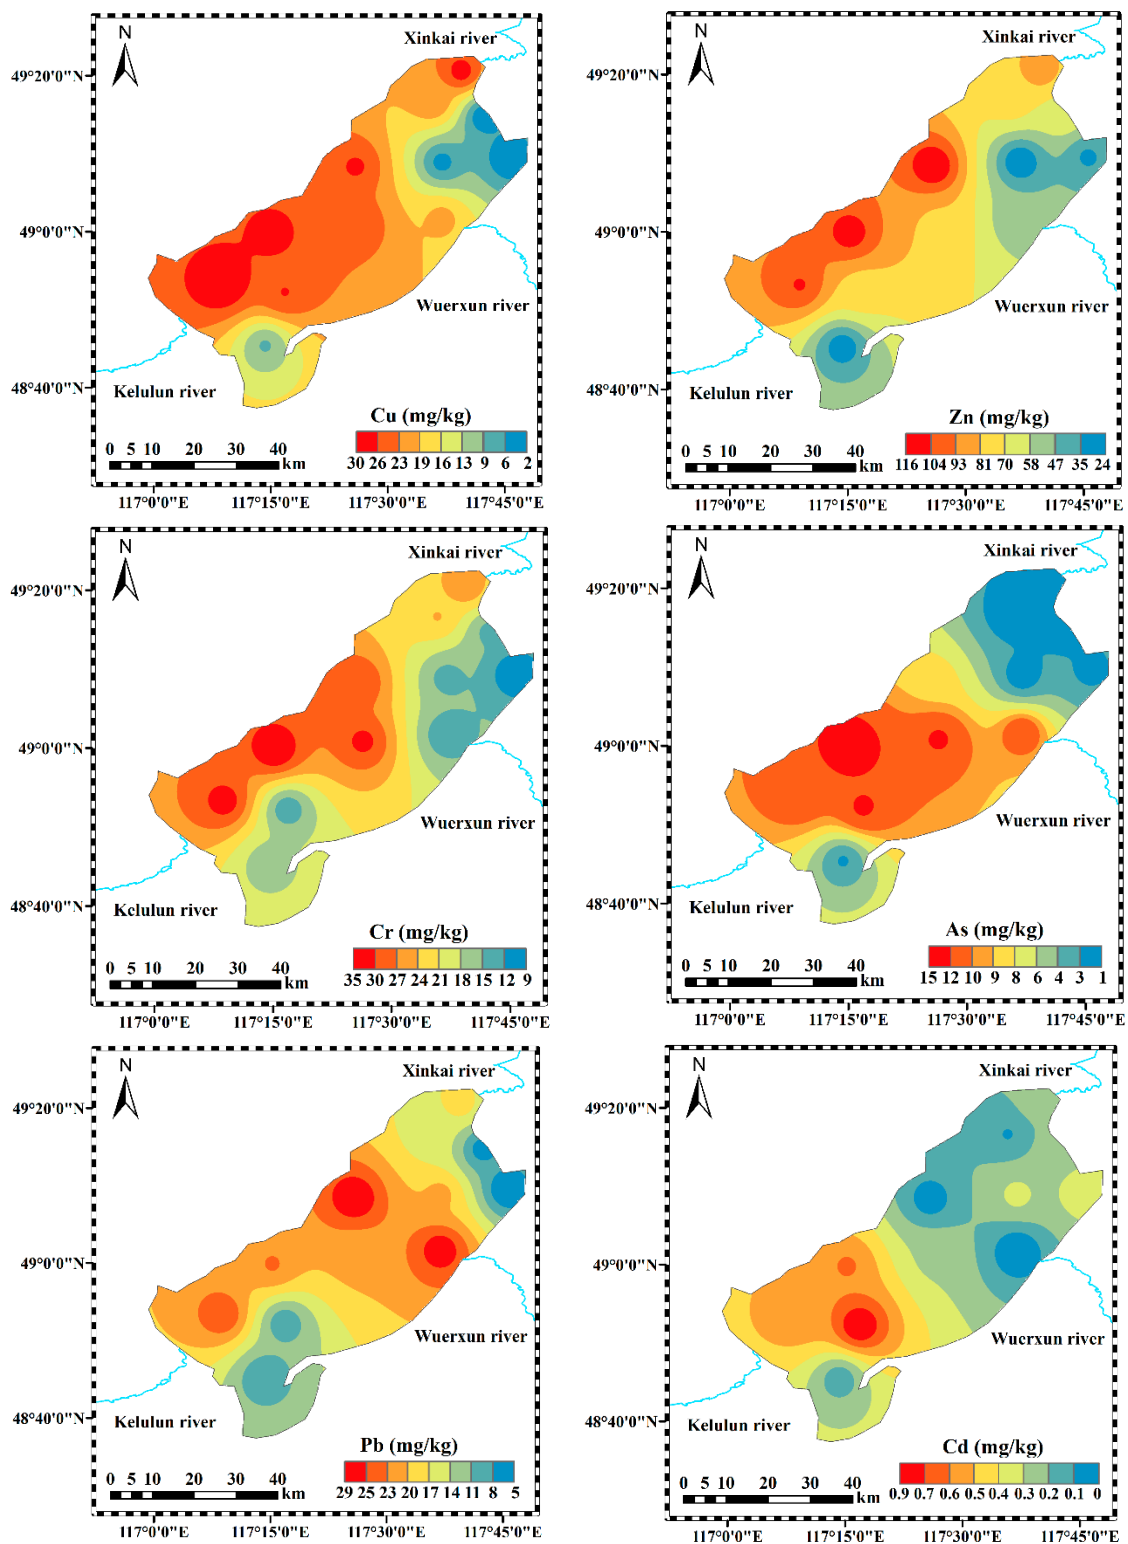 N
Xinkai river
49°20'0"N
49°0'0"N
48°40'0"N
Wuerxun river
Kelulun river
Cu (mg/kg)
30 26 23 19 16 13 9 6 2
0 5 10 20 30 40
km
117°0'0"E 117°15'0"E 117°30'0"E 117°45'0"E
N
Xinkai river
49°20'0"N
49°0'0"N
48°40'0"N
Wuerxun river
Kelulun river
Zn (mg/kg)
116 104 93 81 70 58 47 35 24
0 5 10 20 30 40
km
117°0'0"E 117°15'0"E 117°30'0"E 117°45'0"E
N
Xinkai river
49°20'0"N
49°0'0"N
48°40'0"N
Wuerxun river
Kelulun river
Cr (mg/kg)
35 30 27 24 21 18 15 12 9
0 5 10 20 30 40
km
117°0'0"E 117°15'0"E 117°30'0"E 117°45'0"E
N
Xinkai river
49°20'0"N
49°0'0"N
48°40'0"N
Wuerxun river
Kelulun river
As (mg/kg)
15 12 10 9 8 6 4 3 1
0 5 10 20 30 40
km
117°0'0"E 117°15'0"E 117°30'0"E 117°45'0"E
N
Xinkai river
49°20'0"N
49°0'0"N
48°40'0"N
Wuerxun river
Kelulun river
Pb (mg/kg)
29 25 23 20 17 14 11 8 5
0 5 10 20 30 40
km
117°0'0"E 117°15'0"E 117°30'0"E 117°45'0"E
N
Xinkai river
49°20'0"N
49°0'0"N
48°40'0"N
Wuerxun river
Kelulun river
Cd (mg/kg)
0.9 0.7 0.6 0.5 0.4 0.3 0.2 0.1 0
0 5 10 20 30 40
km
117°0'0"E 117°15'0"E 117°30'0"E 117°45'0"E